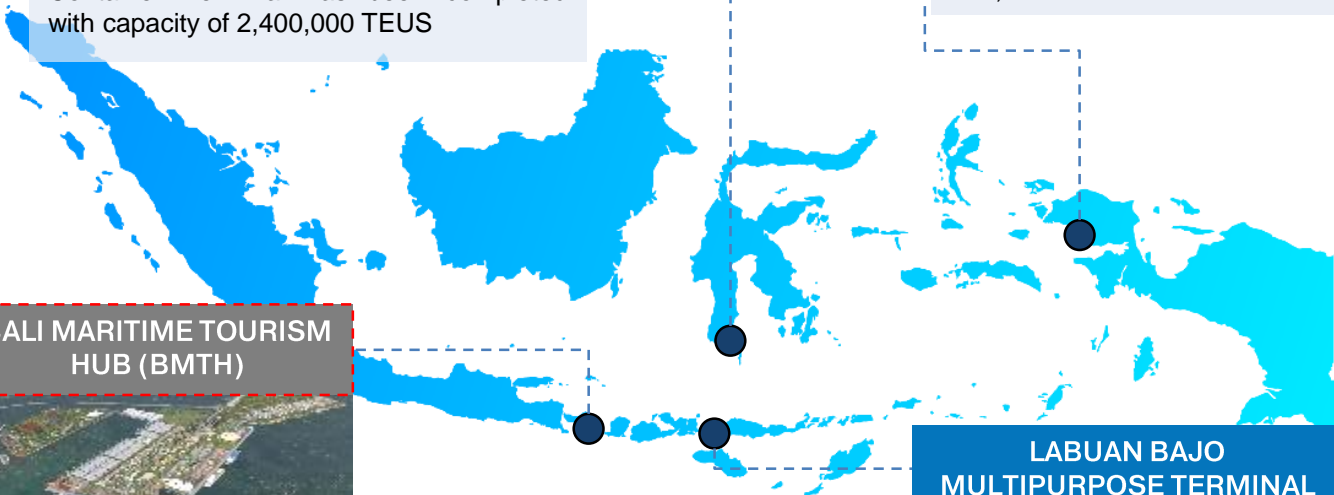 with capacity of 2,400,000 TEUS
ALI MARITIME TOURISM
HUB (BMTH)
LABUAN BAJO
MULTIPURPOSE TERMINAL